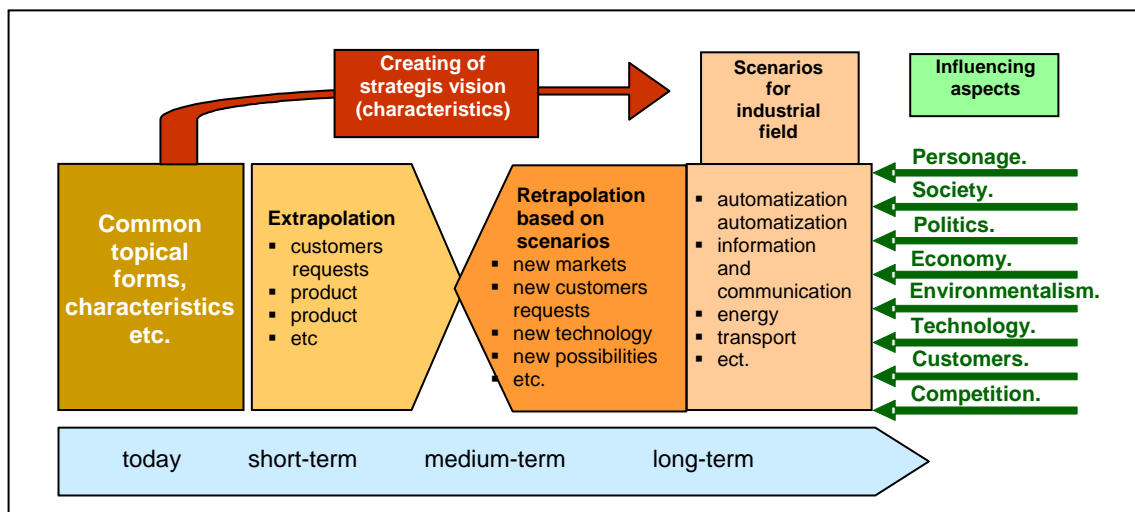 Creating of
strategis vision
(characteristics)
Scenarios
for
industrial
field
Influencing
aspects
Common
topical
forms,
characteristics
etc.
Extrapolation
▪ customers
requests
▪ product
▪ product
▪ etc
Retrapolation
based on
scenarios
▪ new markets
▪ new customers
requests
▪ new technology
▪ new possibilities
▪ etc.
▪ automatization
automatization
▪ information
and
communication
▪ energy
▪ transport
▪ ect.
Personage.
Society.
Politics.
Economy.
Environmentalism.
Technology.
Customers.
Competition.
today short-term medium-term long-term